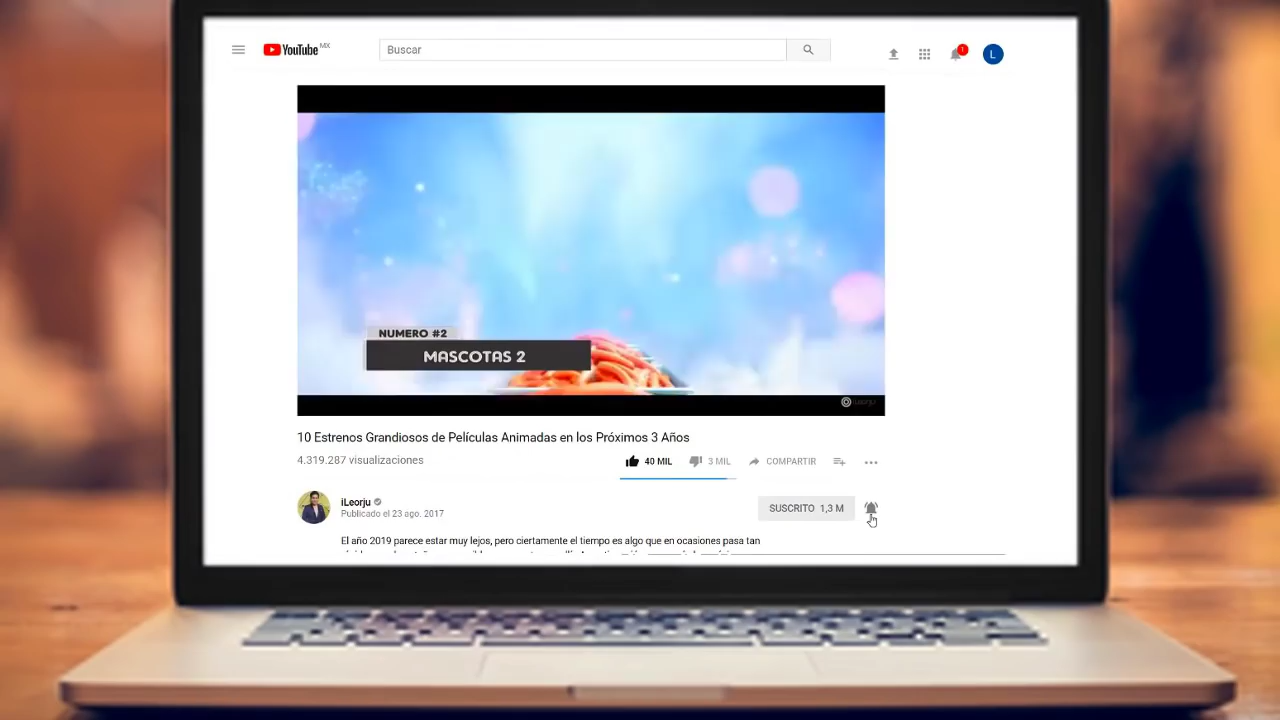 YouTube MX
Buscar
1
L
NUMERO #2
MASCOTAS 2
iLeorju
10 Estrenos Grandiosos de Películas Animadas en los Próximos 3 Años
4.319.287 visualizaciones
40 MIL
3 MIL
COMPARTIR
iLeorju
SUSCRITO 1,3 M
Publicado el 23 ago. 2017
El año 2019 parece estar muy lejos, pero ciertamente el tiempo es algo que en ocasiones pasa tan